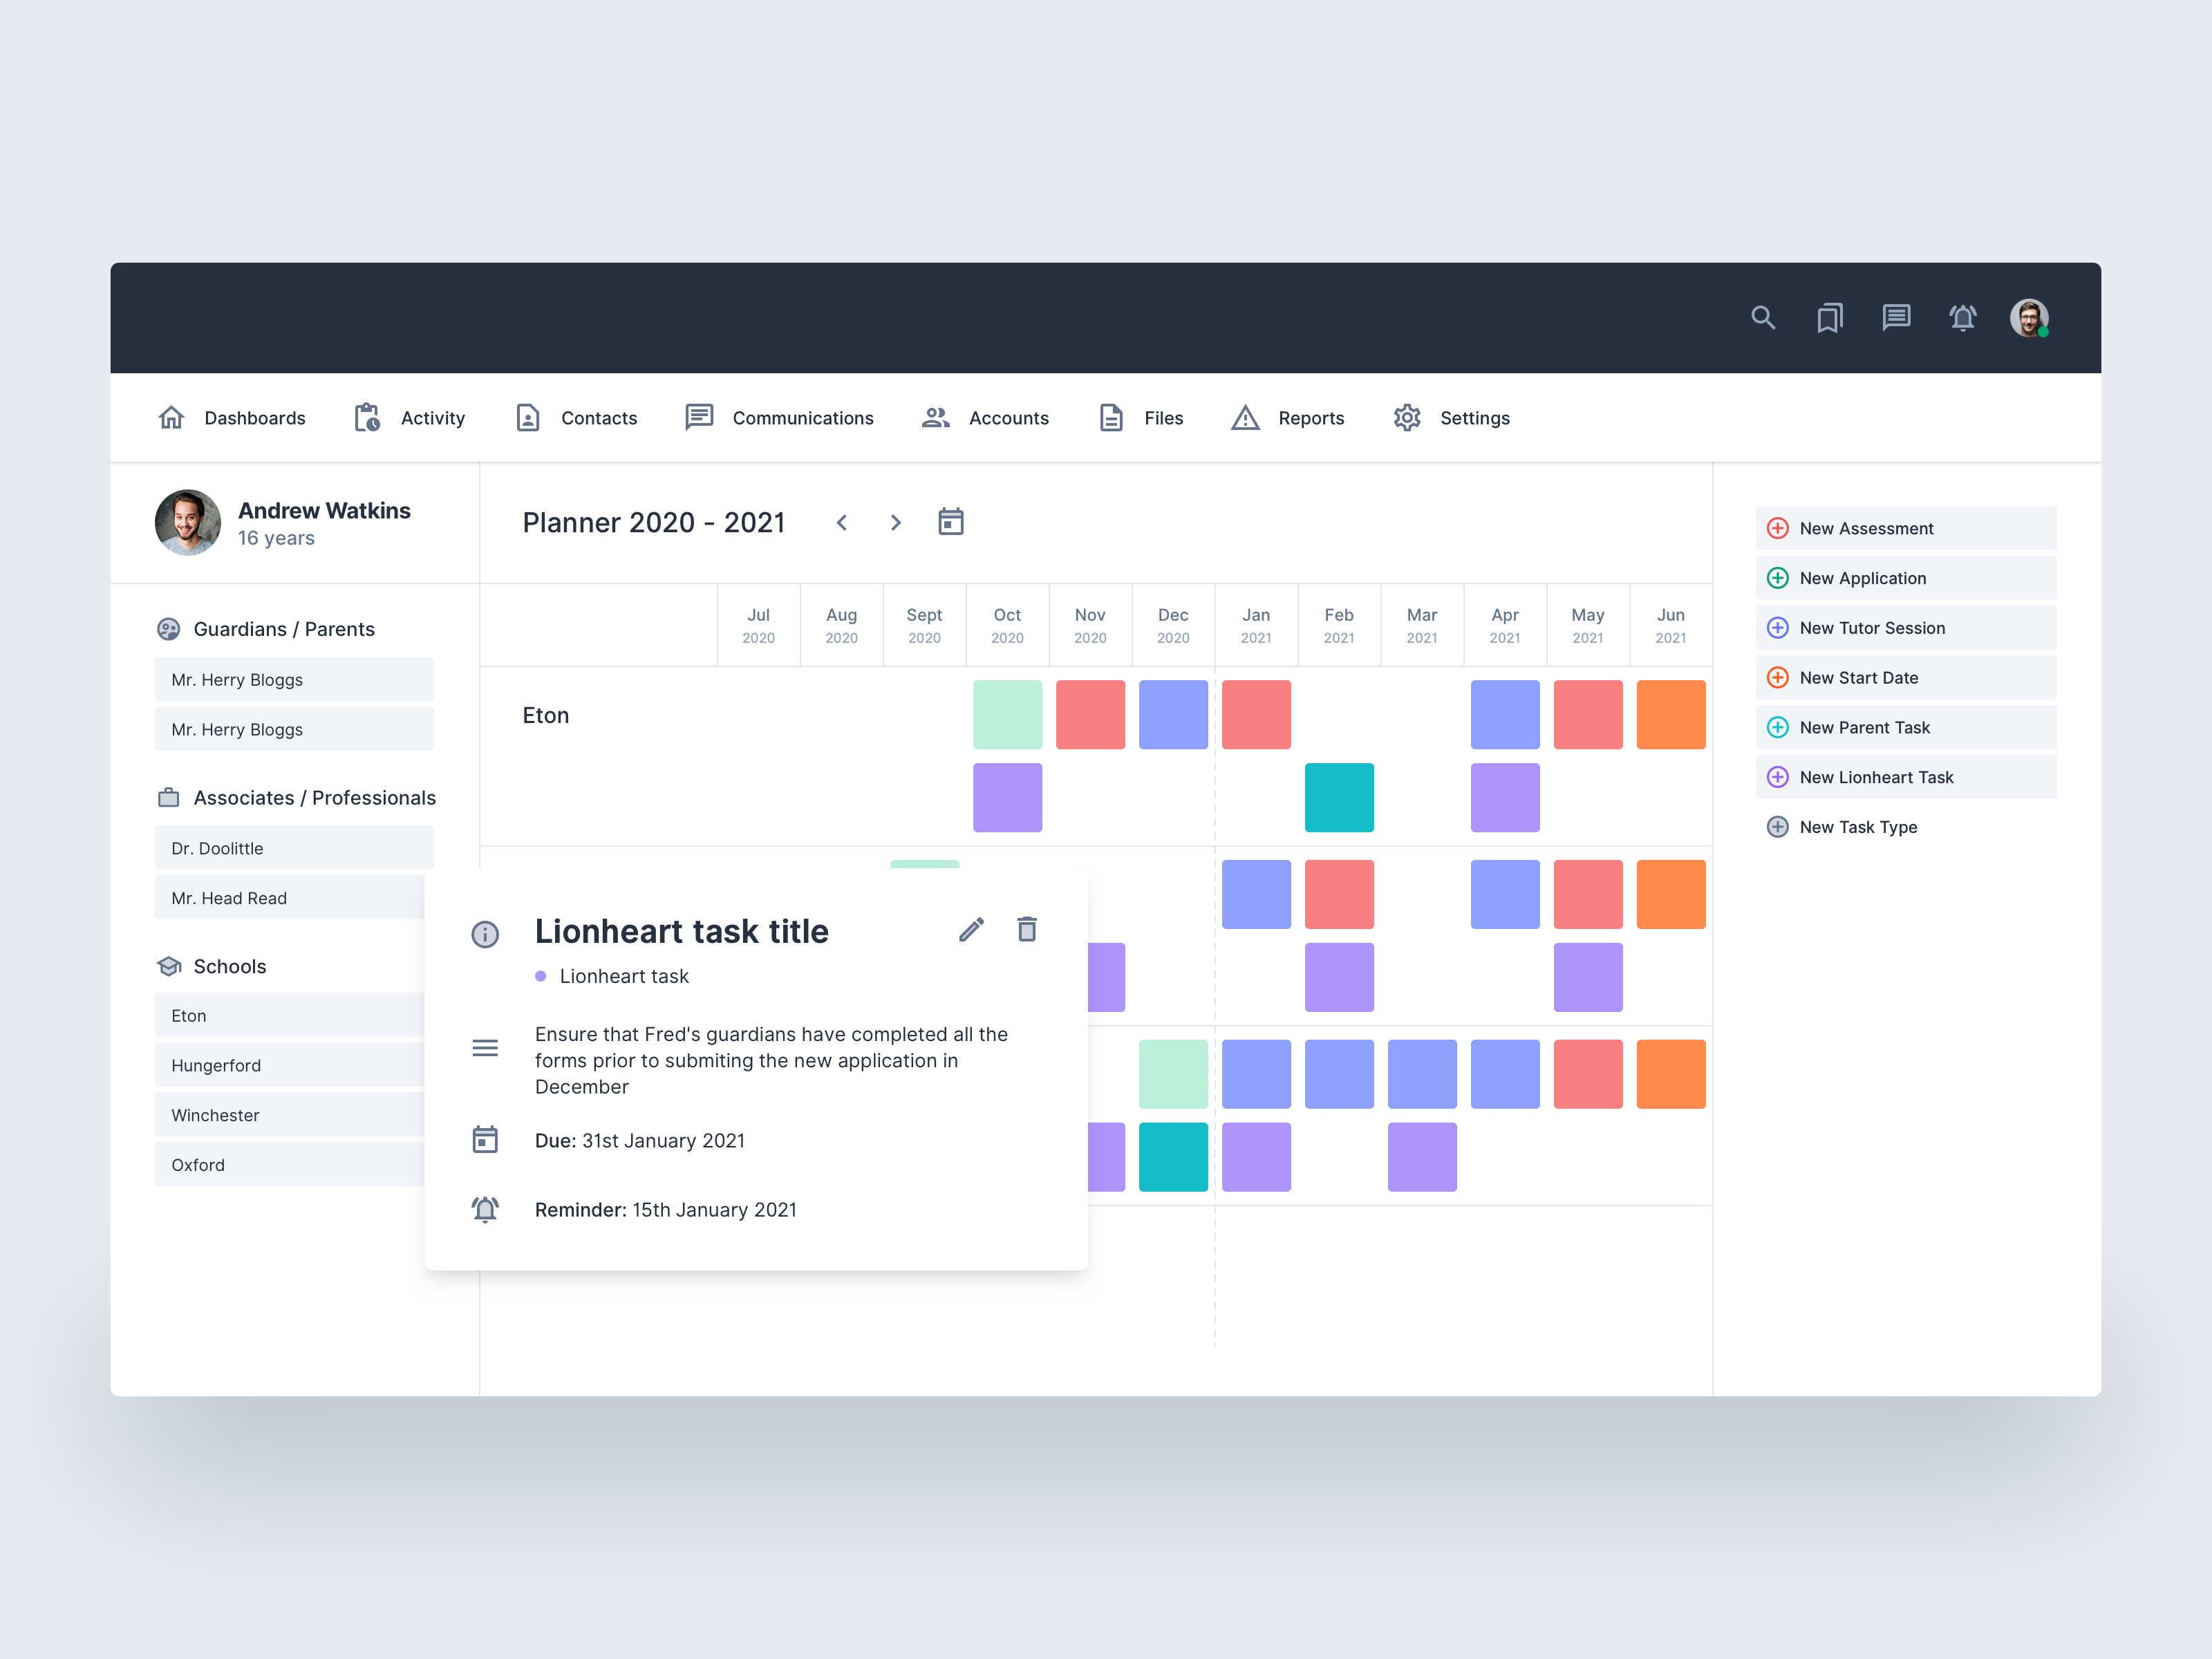 Dashboards
Activity
Contacts
Communications
Accounts
Files
Reports
Settings
Andrew Watkins
16 years
Guardians / Parents
Mr. Herry Bloggs
Mr. Herry Bloggs
Associates / Professionals
Dr. Doolittle
Mr. Head Read
Schools
Eton
Hungerford
Winchester
Oxford
Planner 2020 - 2021
Jul
2020
Aug
2020
Sept
2020
Oct
2020
Nov
2020
Dec
2020
Jan
2021
Feb
2021
Mar
2021
Apr
2021
May
2021
Jun
2021
Eton
Lionheart task title
Lionheart task
Ensure that Fred's guardians have completed all the
forms prior to submiting the new application in
December
Due: 31st January 2021
Reminder: 15th January 2021
New Assessment
New Application
New Tutor Session
New Start Date
New Parent Task
New Lionheart Task
New Task Type